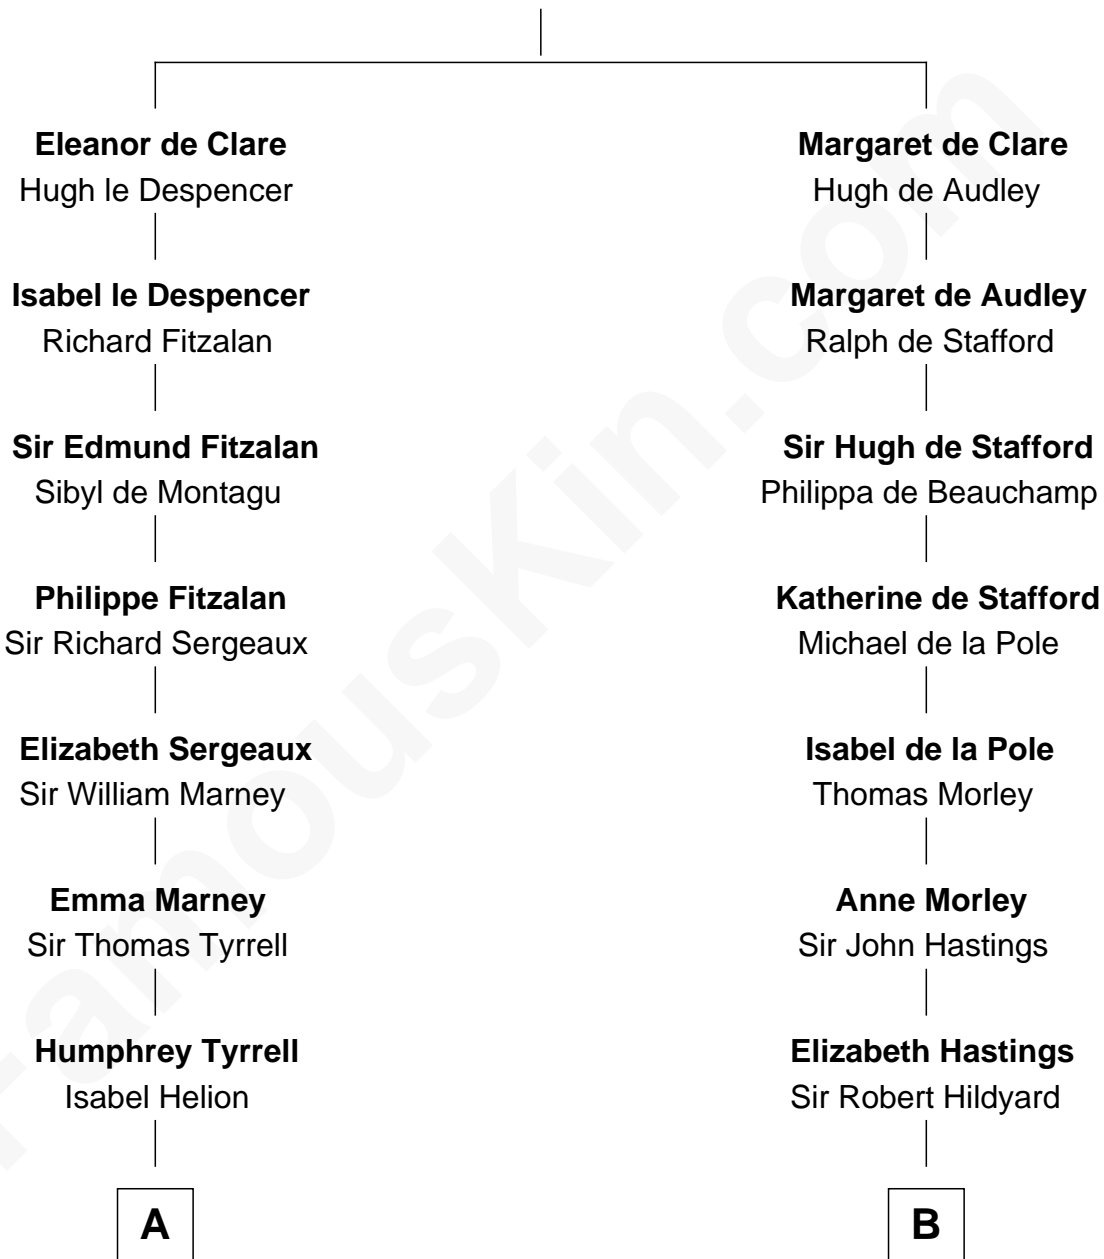 Eleanor de Clare
Hugh le Despencer
Isabel le Despencer
Richard Fitzalan
Sir Edmund Fitzalan
Sibyl de Montagu
Philippe Fitzalan
Sir Richard Sergeaux
Elizabeth Sergeaux
Sir William Marney
Emma Marney
Sir Thomas Tyrrell
Humphrey Tyrrell
Isabel Helion
A
Margaret de Clare
Hugh de Audley
Margaret de Audley
Ralph de Stafford
Sir Hugh de Stafford
Philippa de Beauchamp
Katherine de Stafford
Michael de la Pole
Isabel de la Pole
Thomas Morley
Anne Morley
Sir John Hastings
Elizabeth Hastings
Sir Robert Hildyard
B
FamousKin.com